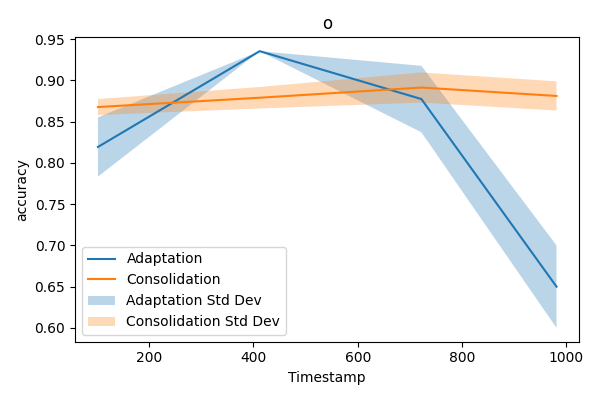 o
0.95
0.90
0.85
0.80
0.75
0.70
0.65
0.60
accuracy
Adaptation
Consolidation
Adaptation Std Dev
Consolidation Std Dev
200 400 600 800 1000
Timestamp